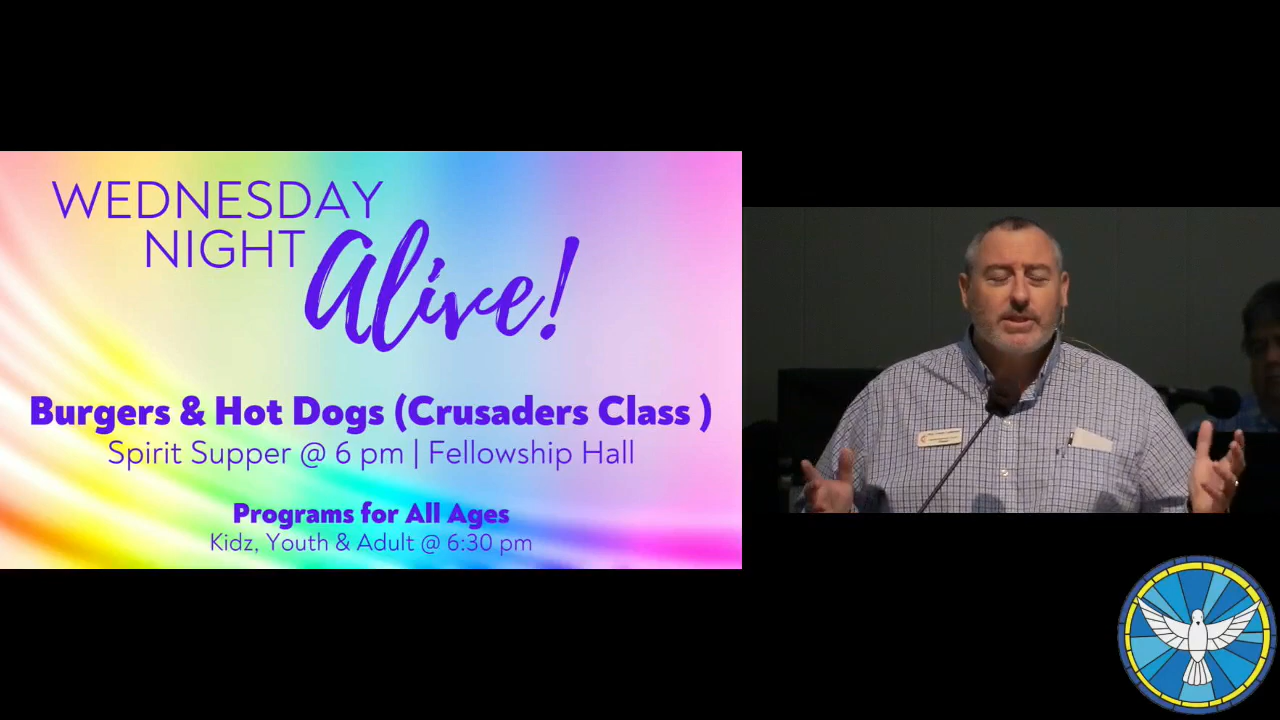 WEDNESDAY
NIGHT Alive!
Burgers & Hot Dogs (Crusaders Class )
Spirit Supper @ 6 pm | Fellowship Hall
Programs for All Ages
Kidz, Youth & Adult @ 6:30 pm